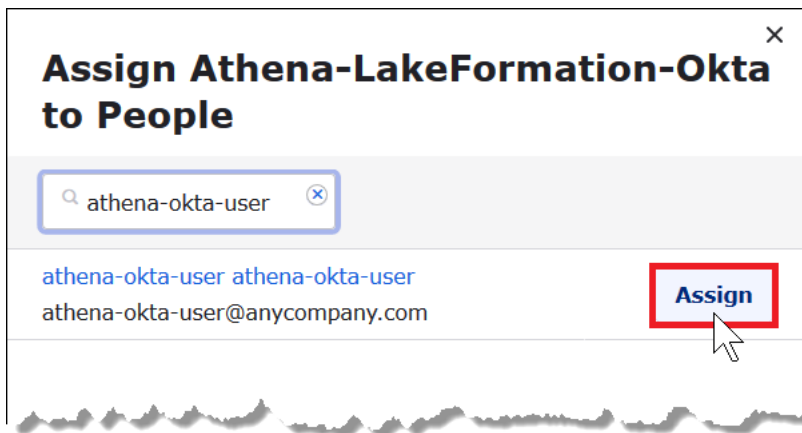 Assign Athena-LakeFormation-Okta
to People
athena-okta-user
athena-okta-user athena-okta-user
athena-okta-user@anycompany.com
Assign